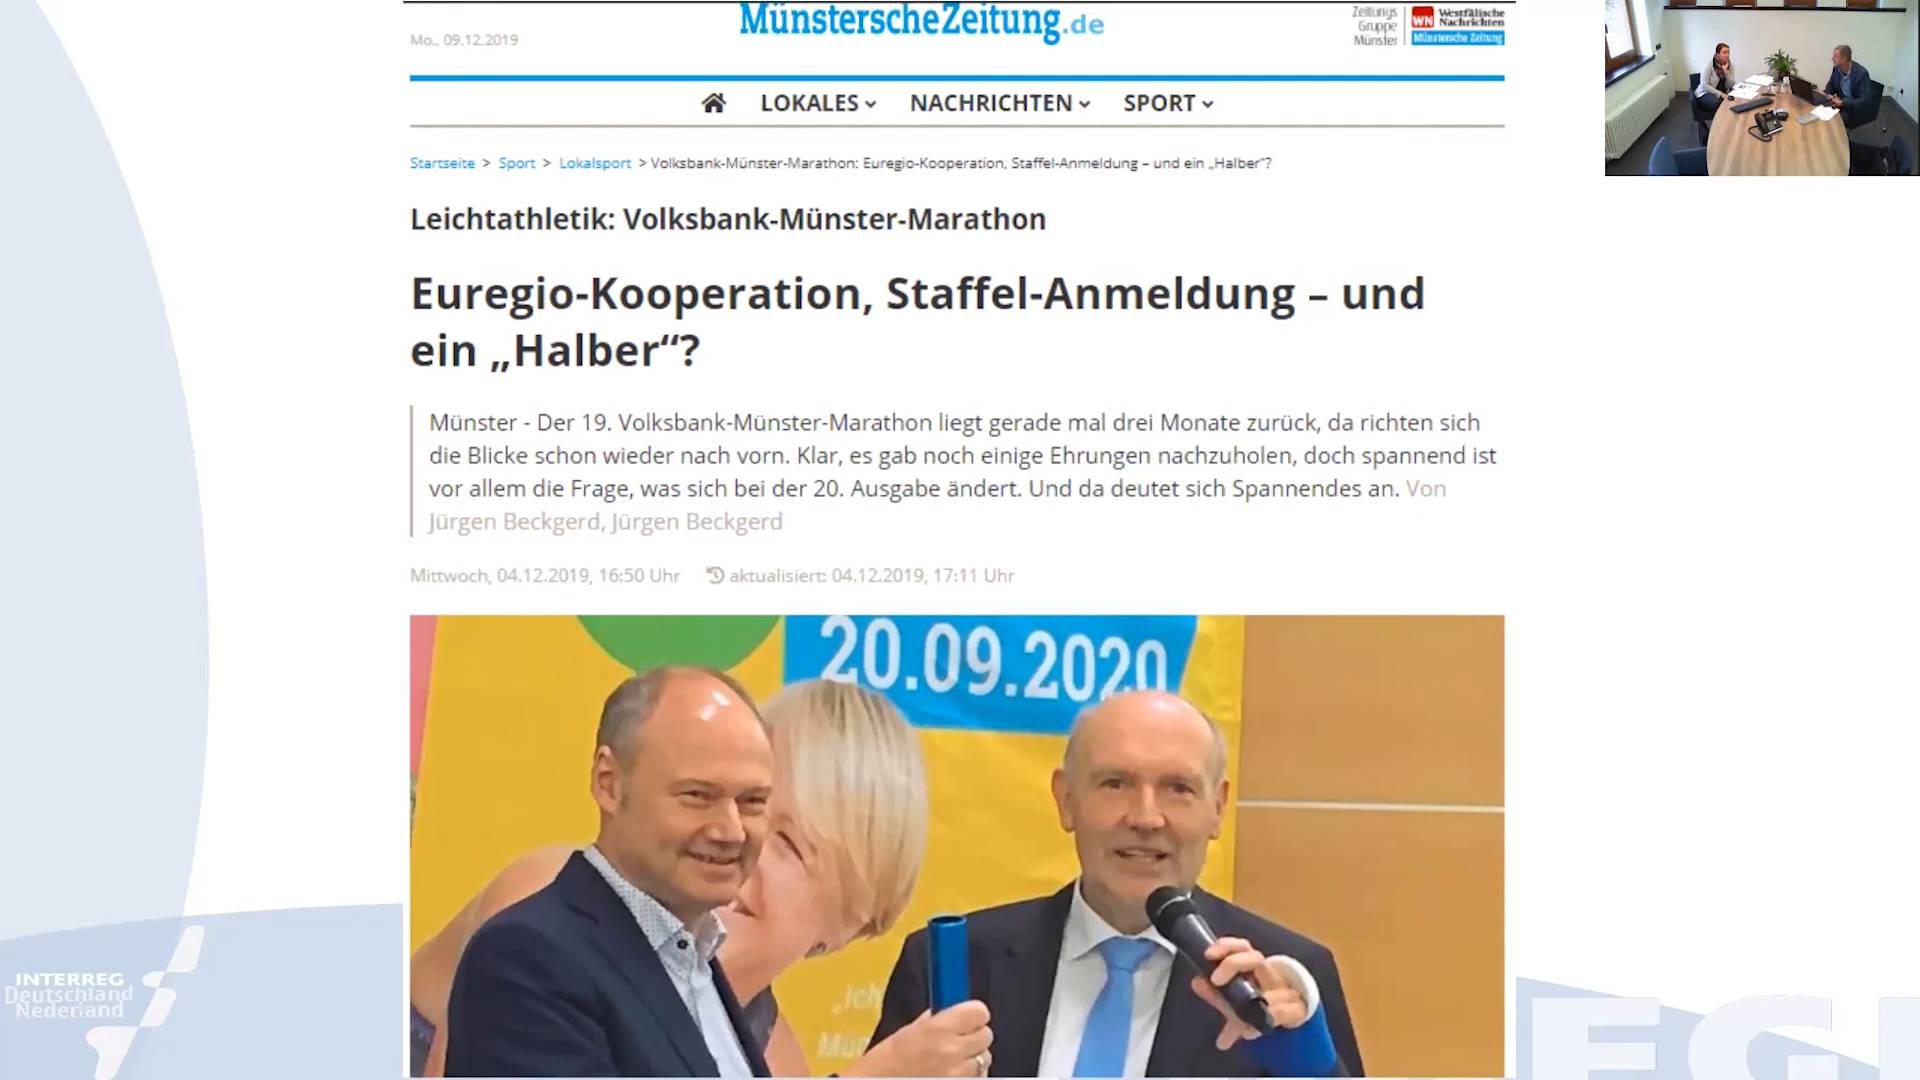 Mo., 09.12.2019
MünsterscheZeitung.de
Zeitungs
Gruppe
Münster
WN Westfälische
Nachrichten
Münstersche Zeitung
LOKALES
NACHRICHTEN
SPORT
Startseite > Sport > Lokalsport > Volksbank-Münster-Marathon: Euregio-Kooperation, Staffel-Anmeldung – und ein „Halber“?
Leichtathletik: Volksbank-Münster-Marathon
Euregio-Kooperation, Staffel-Anmeldung – und
ein „Halber“?
Münster - Der 19. Volksbank-Münster-Marathon liegt gerade mal drei Monate zurück, da richten sich
die Blicke schon wieder nach vorn. Klar, es gab noch einige Ehrungen nachzuholen, doch spannend ist
vor allem die Frage, was sich bei der 20. Ausgabe ändert. Und da deutet sich Spannendes an. Von
Jürgen Beckgerd, Jürgen Beckgerd
Mittwoch, 04.12.2019, 16:50 Uhr
aktualisiert: 04.12.2019, 17:11 Uhr
20.09.2020
„Ich
INTERREG
Deutschland
Nederland